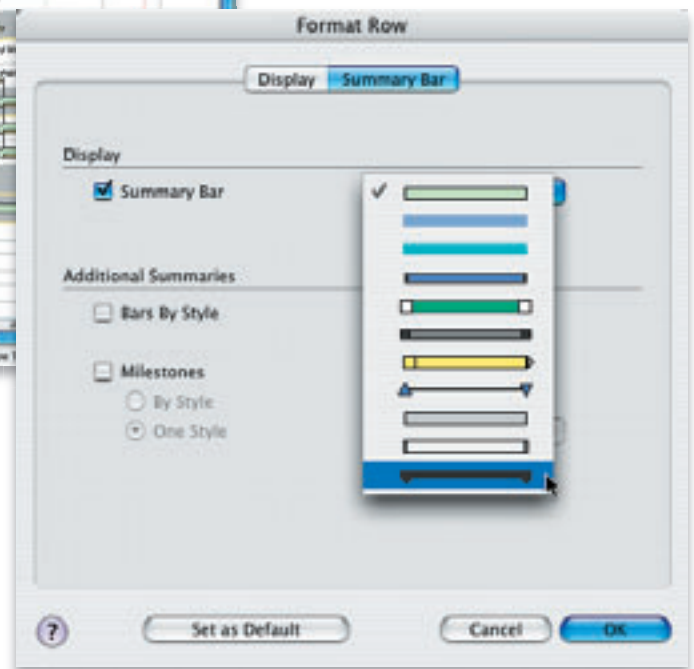 Format Row
Display Summary Bar
Display
Summary Bar
Additional Summaries
Bars By Style
Milestones
By Style
One Style
? Set as Default Cancel OK